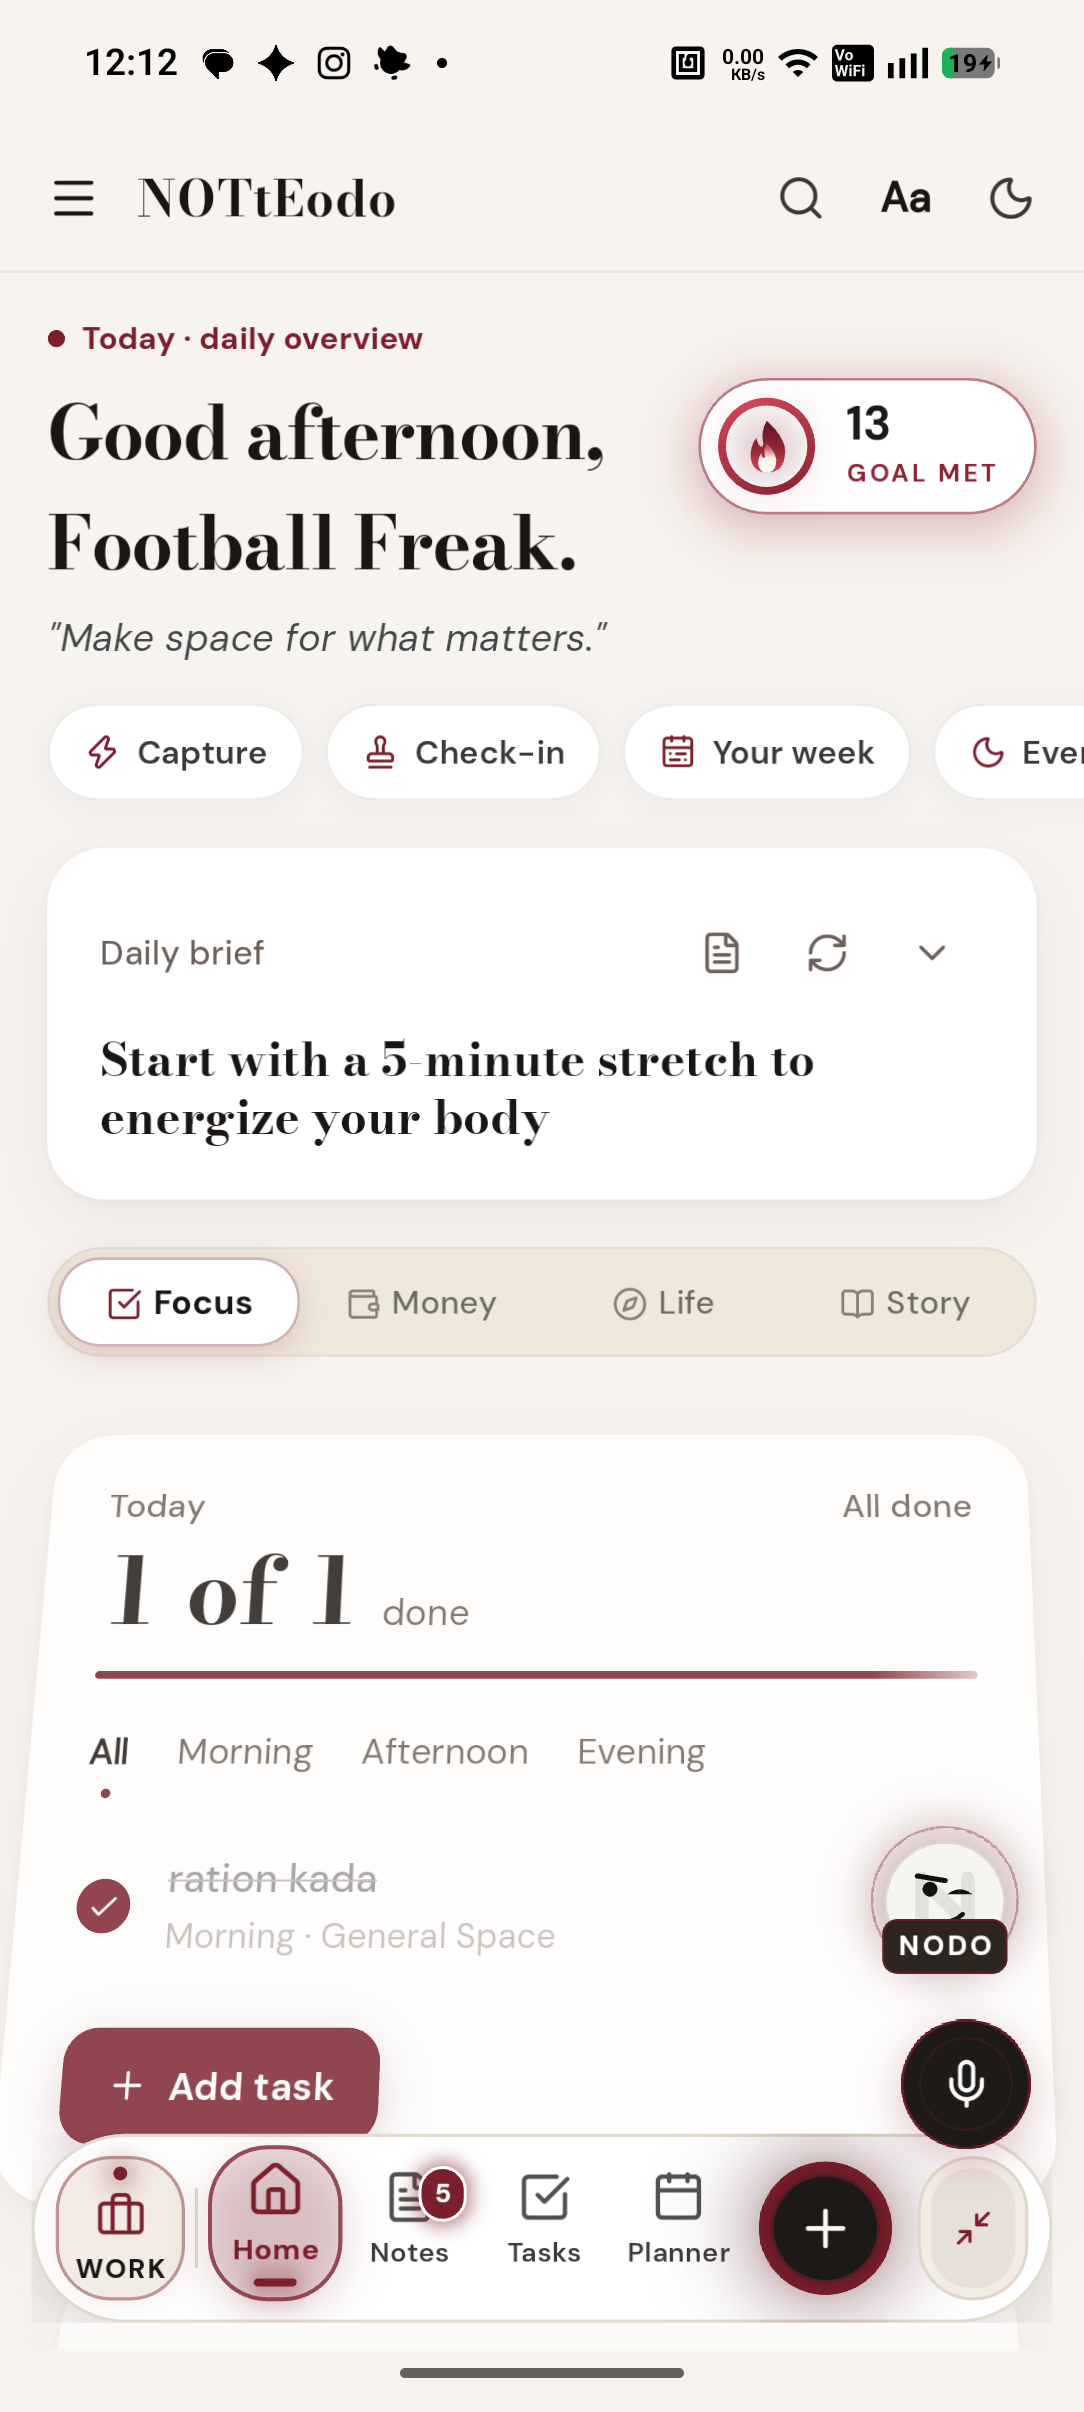 12:12
0.00
KB/s
Vo
WiFi
19
NOTtEodo
Aa
Today · daily overview
Good afternoon,
Football Freak.
13
GOAL MET
"Make space for what matters."
Capture
Check-in
Your week
Daily brief
Start with a 5-minute stretch to
energize your body
Focus
Money
Life
Story
Today
All done
1 of 1 done
All
Morning
Afternoon
Evening
ration kada
Morning · General Space
NODO
+ Add task
WORK
Home
5
Notes
Tasks
Planner